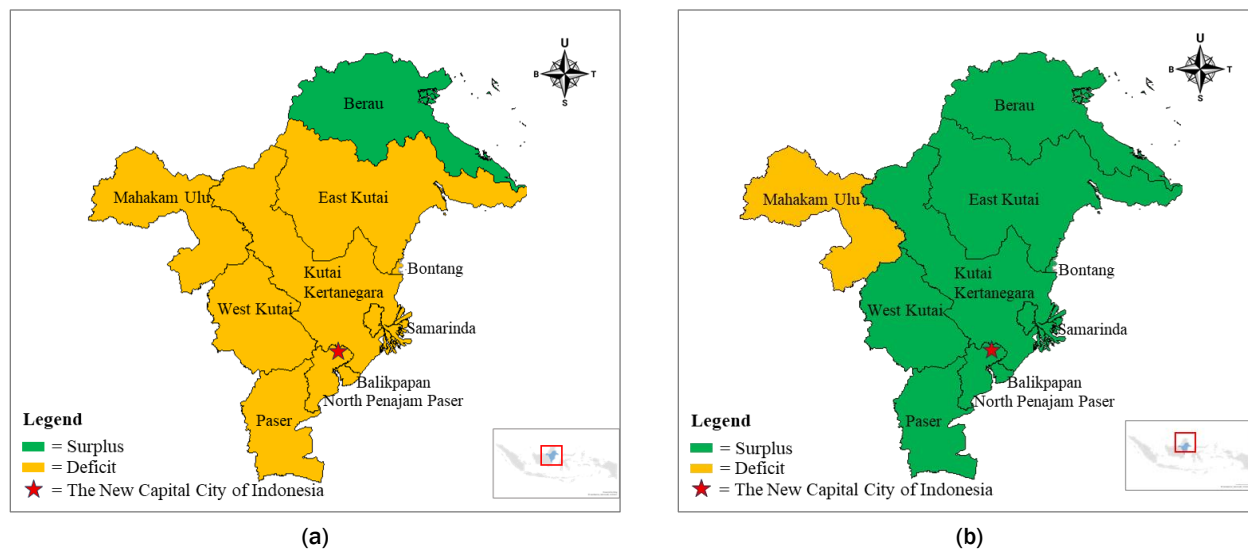 U
B
T
S
Berau
Mahakam Ulu
East Kutai
Kutai
Kertanegara
Bontang
West Kutai
Samarinda
Balikpapan
North Penajam Paser
Paser
Legend
= Surplus
= Deficit
= The New Capital City of Indonesia
(a)
U
B
T
S
Berau
Mahakam Ulu
East Kutai
Kutai
Kertanegara
Bontang
West Kutai
Samarinda
Balikpapan
North Penajam Paser
Paser
Legend
= Surplus
= Deficit
= The New Capital City of Indonesia
(b)